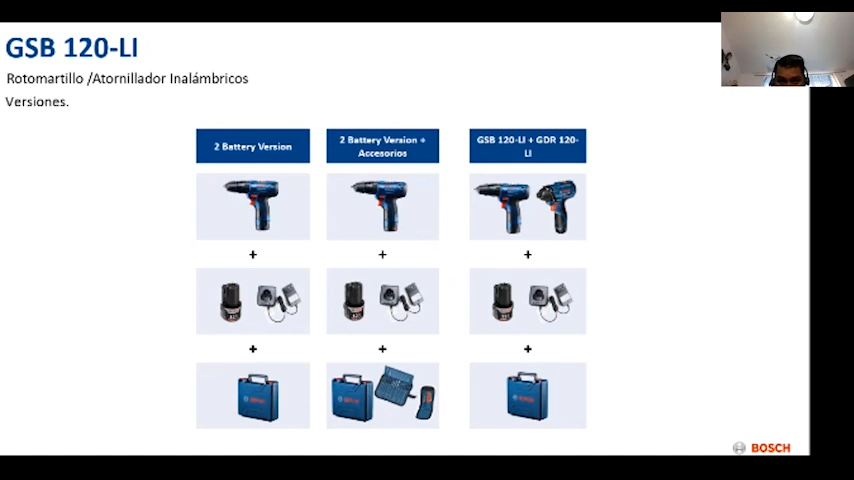 GSB 120-LI
Rotomartillo /Atornillador Inalámbricos
Versiones.
2 Battery Version
2 Battery Version +
Accesorios
GSB 120-LI + GDR 120-
LI
+
+
+
+
+
+
BOSCH